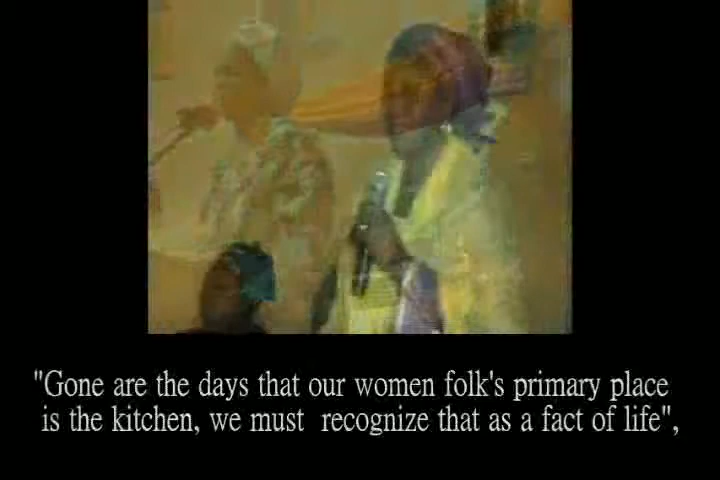 "Gone are the days that our women folk's primary place
is the kitchen, we must  recognize that as a fact of life",